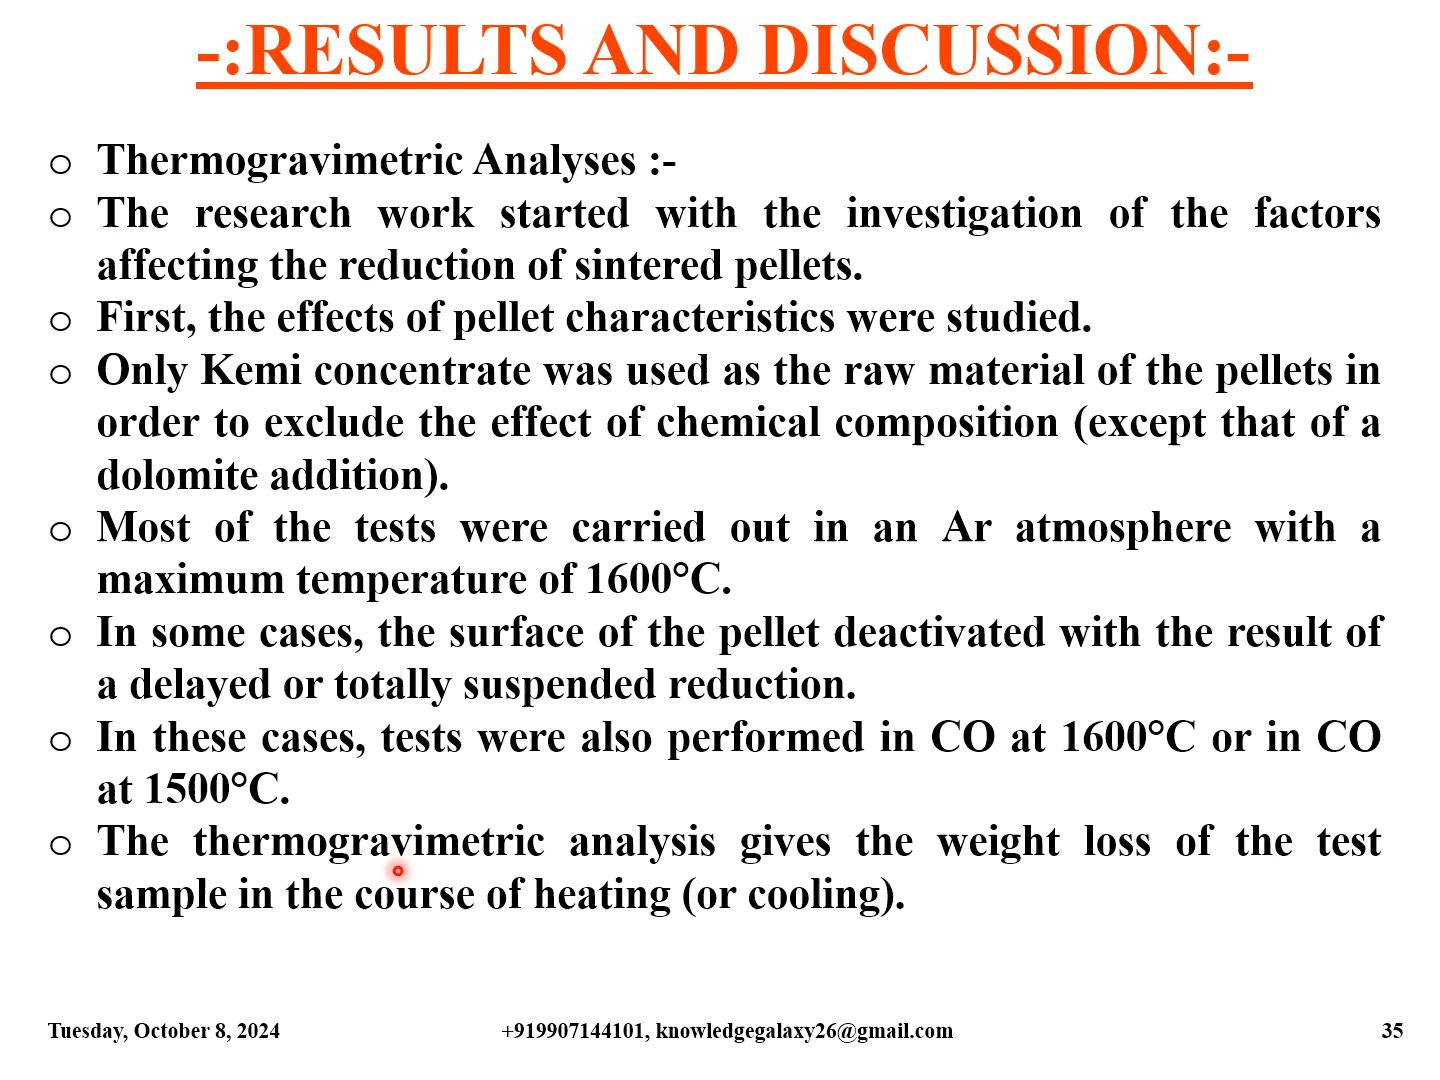 -:RESULTS AND DISCUSSION:-
o Thermogravimetric Analyses :-
o The research work started with the investigation of the factors
affecting the reduction of sintered pellets.
o First, the effects of pellet characteristics were studied.
o Only Kemi concentrate was used as the raw material of the pellets in
order to exclude the effect of chemical composition (except that of a
dolomite addition).
o Most of the tests were carried out in an Ar atmosphere with a
maximum temperature of 1600°C.
o In some cases, the surface of the pellet deactivated with the result of
a delayed or totally suspended reduction.
o In these cases, tests were also performed in CO at 1600°C or in CO
at 1500°C.
o The thermogravimetric analysis gives the weight loss of the test
sample in the course of heating (or cooling).
Tuesday, October 8, 2024 +919907144101, knowledgegalaxy26@gmail.com 35